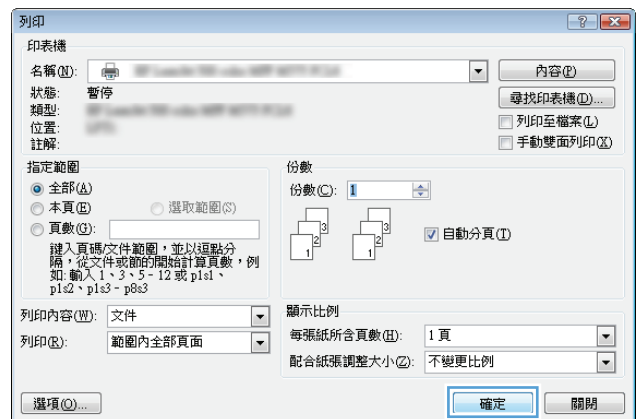 列印
印表機
名稱(N):
內容(P)
狀態: 暫停
尋找印表機(D)...
類型:
位置:
列印至檔案(L)
註解:
手動雙面列印(X)
指定範圍
份數
全部(A)
份數(C): 1
本頁(E) 選取範圍(S)
頁數(G):
自動分頁(T)
1 2 3 1 2 3
鍵入頁碼/文件範圍,並以逗點分
隔,從文件或節的開始計算頁數,例
如: 輸入 1、3、5 - 12 或 p1s1、
p1s2、p1s3 - p8s3
列印內容(W): 文件
顯示比例
每張紙所含頁數(H): 1 頁
列印(R): 範圍內全部頁面
配合紙張調整大小(Z): 不變更比例
選項(O)...
確定
關閉